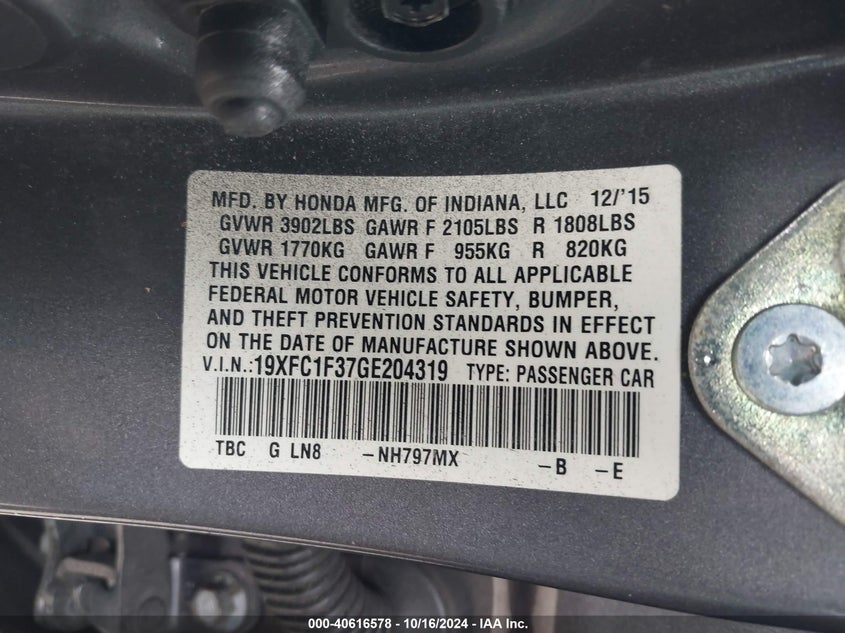 MFD. BY HONDA MFG. OF INDIANA, LLC 12/'15
GVWR 3902LBS GAWR F 2105LBS R 1808LBS
GVWR 1770KG GAWR F 955KG R 820KG
THIS VEHICLE CONFORMS TO ALL APPLICABLE
FEDERAL MOTOR VEHICLE SAFETY, BUMPER,
AND THEFT PREVENTION STANDARDS IN EFFECT
ON THE DATE OF MANUFACTURE SHOWN ABOVE.
V.I.N.:19XFC1F37GE204319 TYPE: PASSENGER CAR
TBC G LN8 -NH797MX -B -E
000-40616578 - 10/16/2024 - IAA Inc.